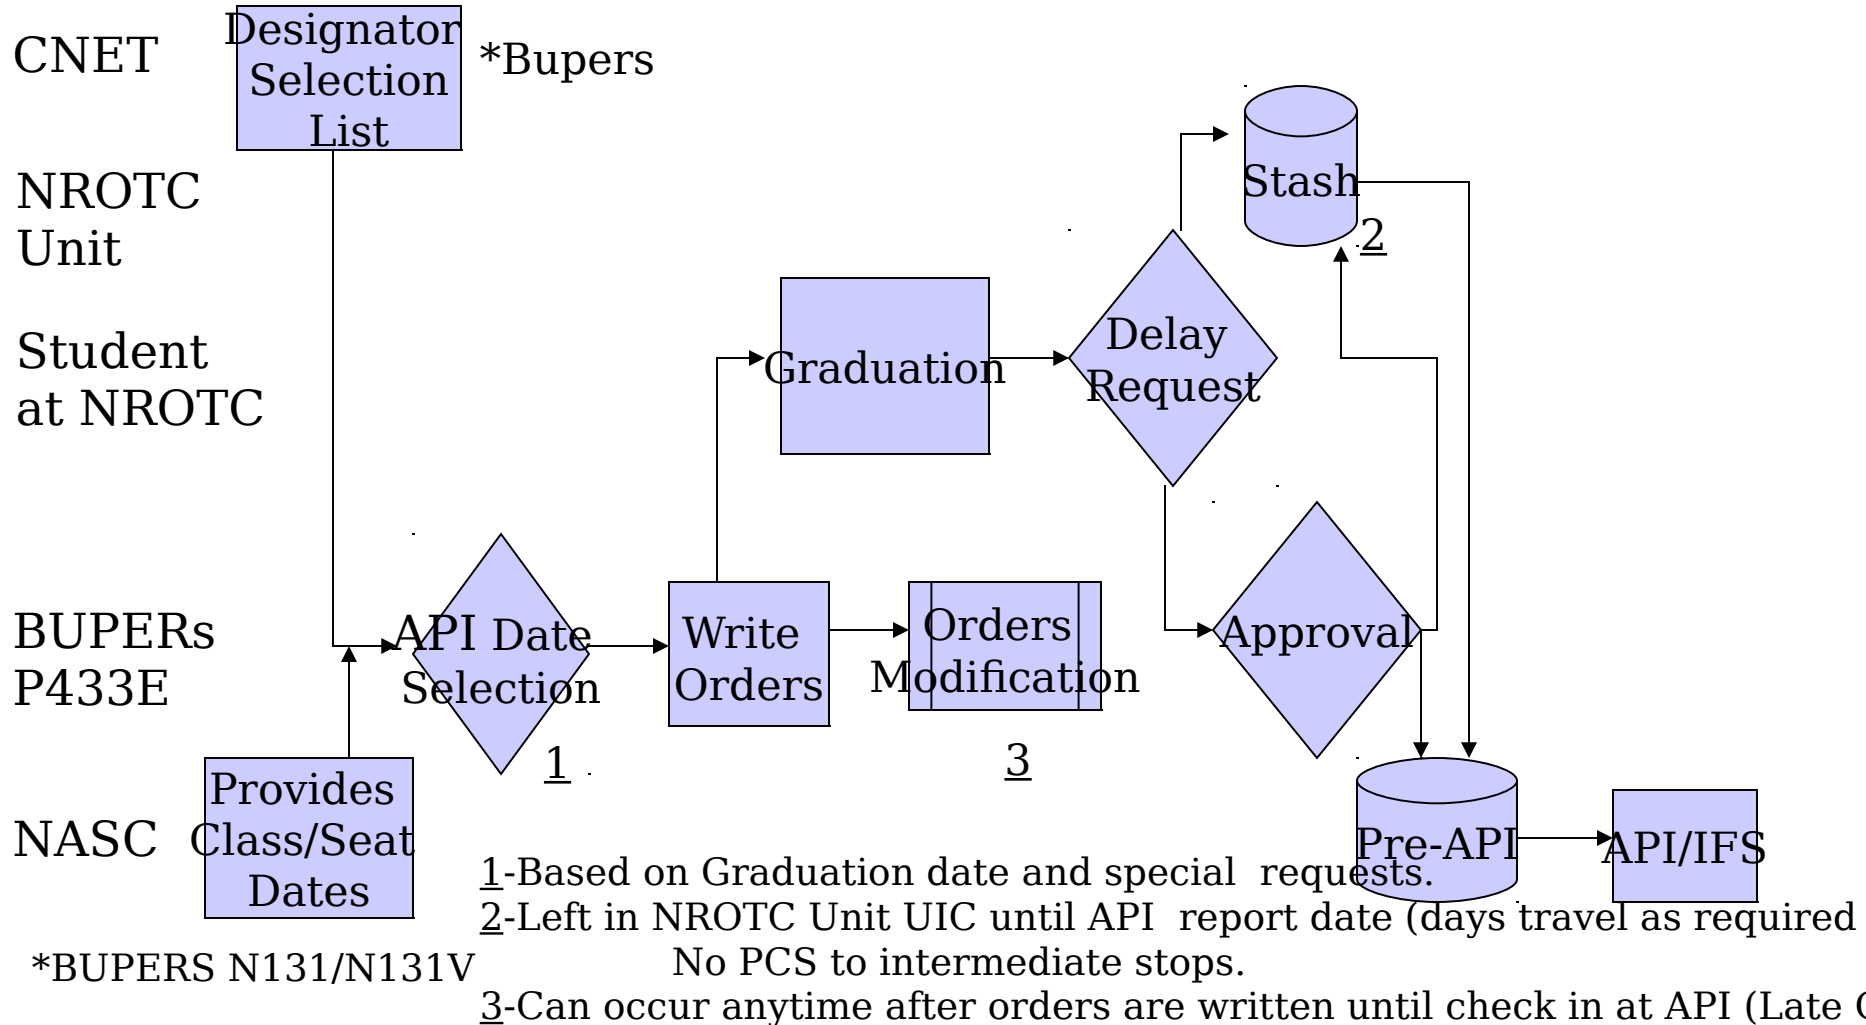 CNET
Designator
Selection
List
*Bupers
NROTC
Unit
Stash
2
Student
at NROTC
Graduation
Delay
Request
BUPERs
P433E
API Date
Selection
1
Write
Orders
Orders
Modification
3
Approval
NASC
Provides
Class/Seat
Dates
Pre-API
API/IFS
1-Based on Graduation date and special  requests.
2-Left in NROTC Unit UIC until API  report date (days travel as required
No PCS to intermediate stops.
3-Can occur anytime after orders are written until check in at API (Late
*BUPERS N131/N131V